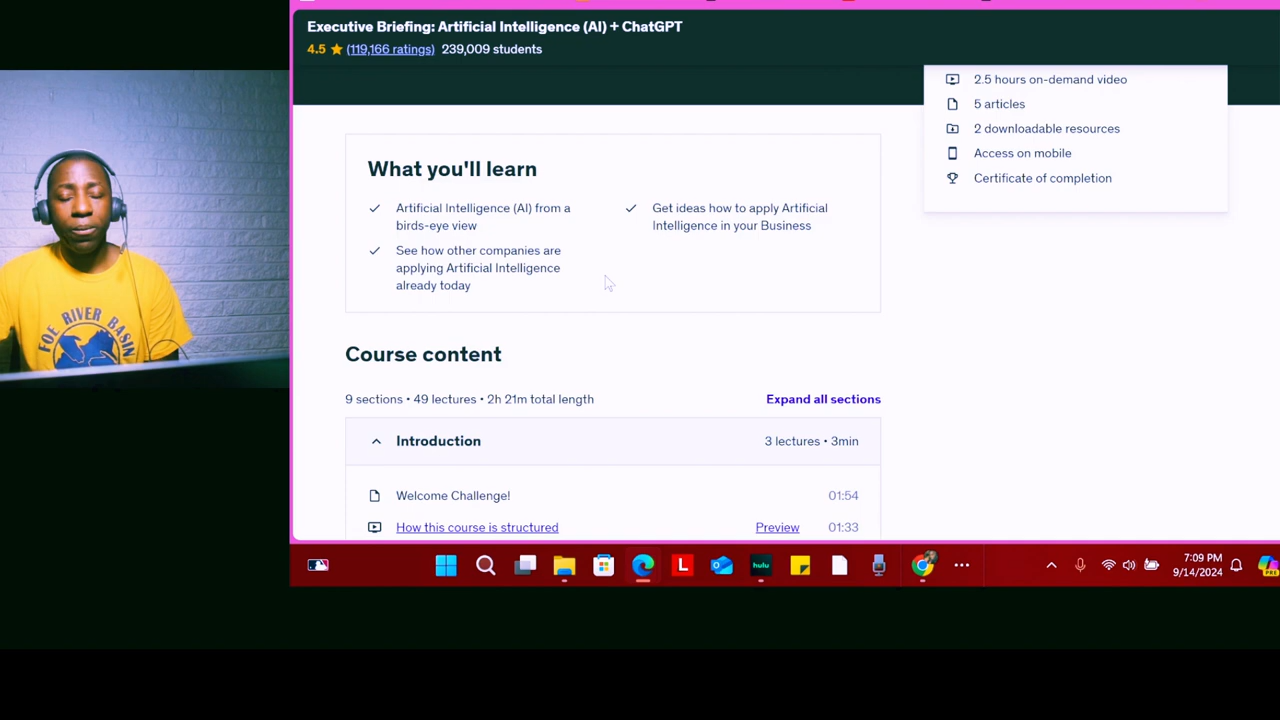 Executive Briefing: Artificial Intelligence (AI) + ChatGPT
4.5 ★ (119,166 ratings) 239,009 students
2.5 hours on-demand video
5 articles
2 downloadable resources
Access on mobile
Certificate of completion
What you'll learn
Artificial Intelligence (AI) from a
birds-eye view
See how other companies are
applying Artificial Intelligence
already today
Get ideas how to apply Artificial
Intelligence in your Business
Course content
9 sections • 49 lectures • 2h 21m total length
Expand all sections
Introduction
3 lectures • 3min
Welcome Challenge!
01:54
How this course is structured
Preview
01:33
FOE RIVER BASIN
L
hulu
7:09 PM
9/14/2024
PRE